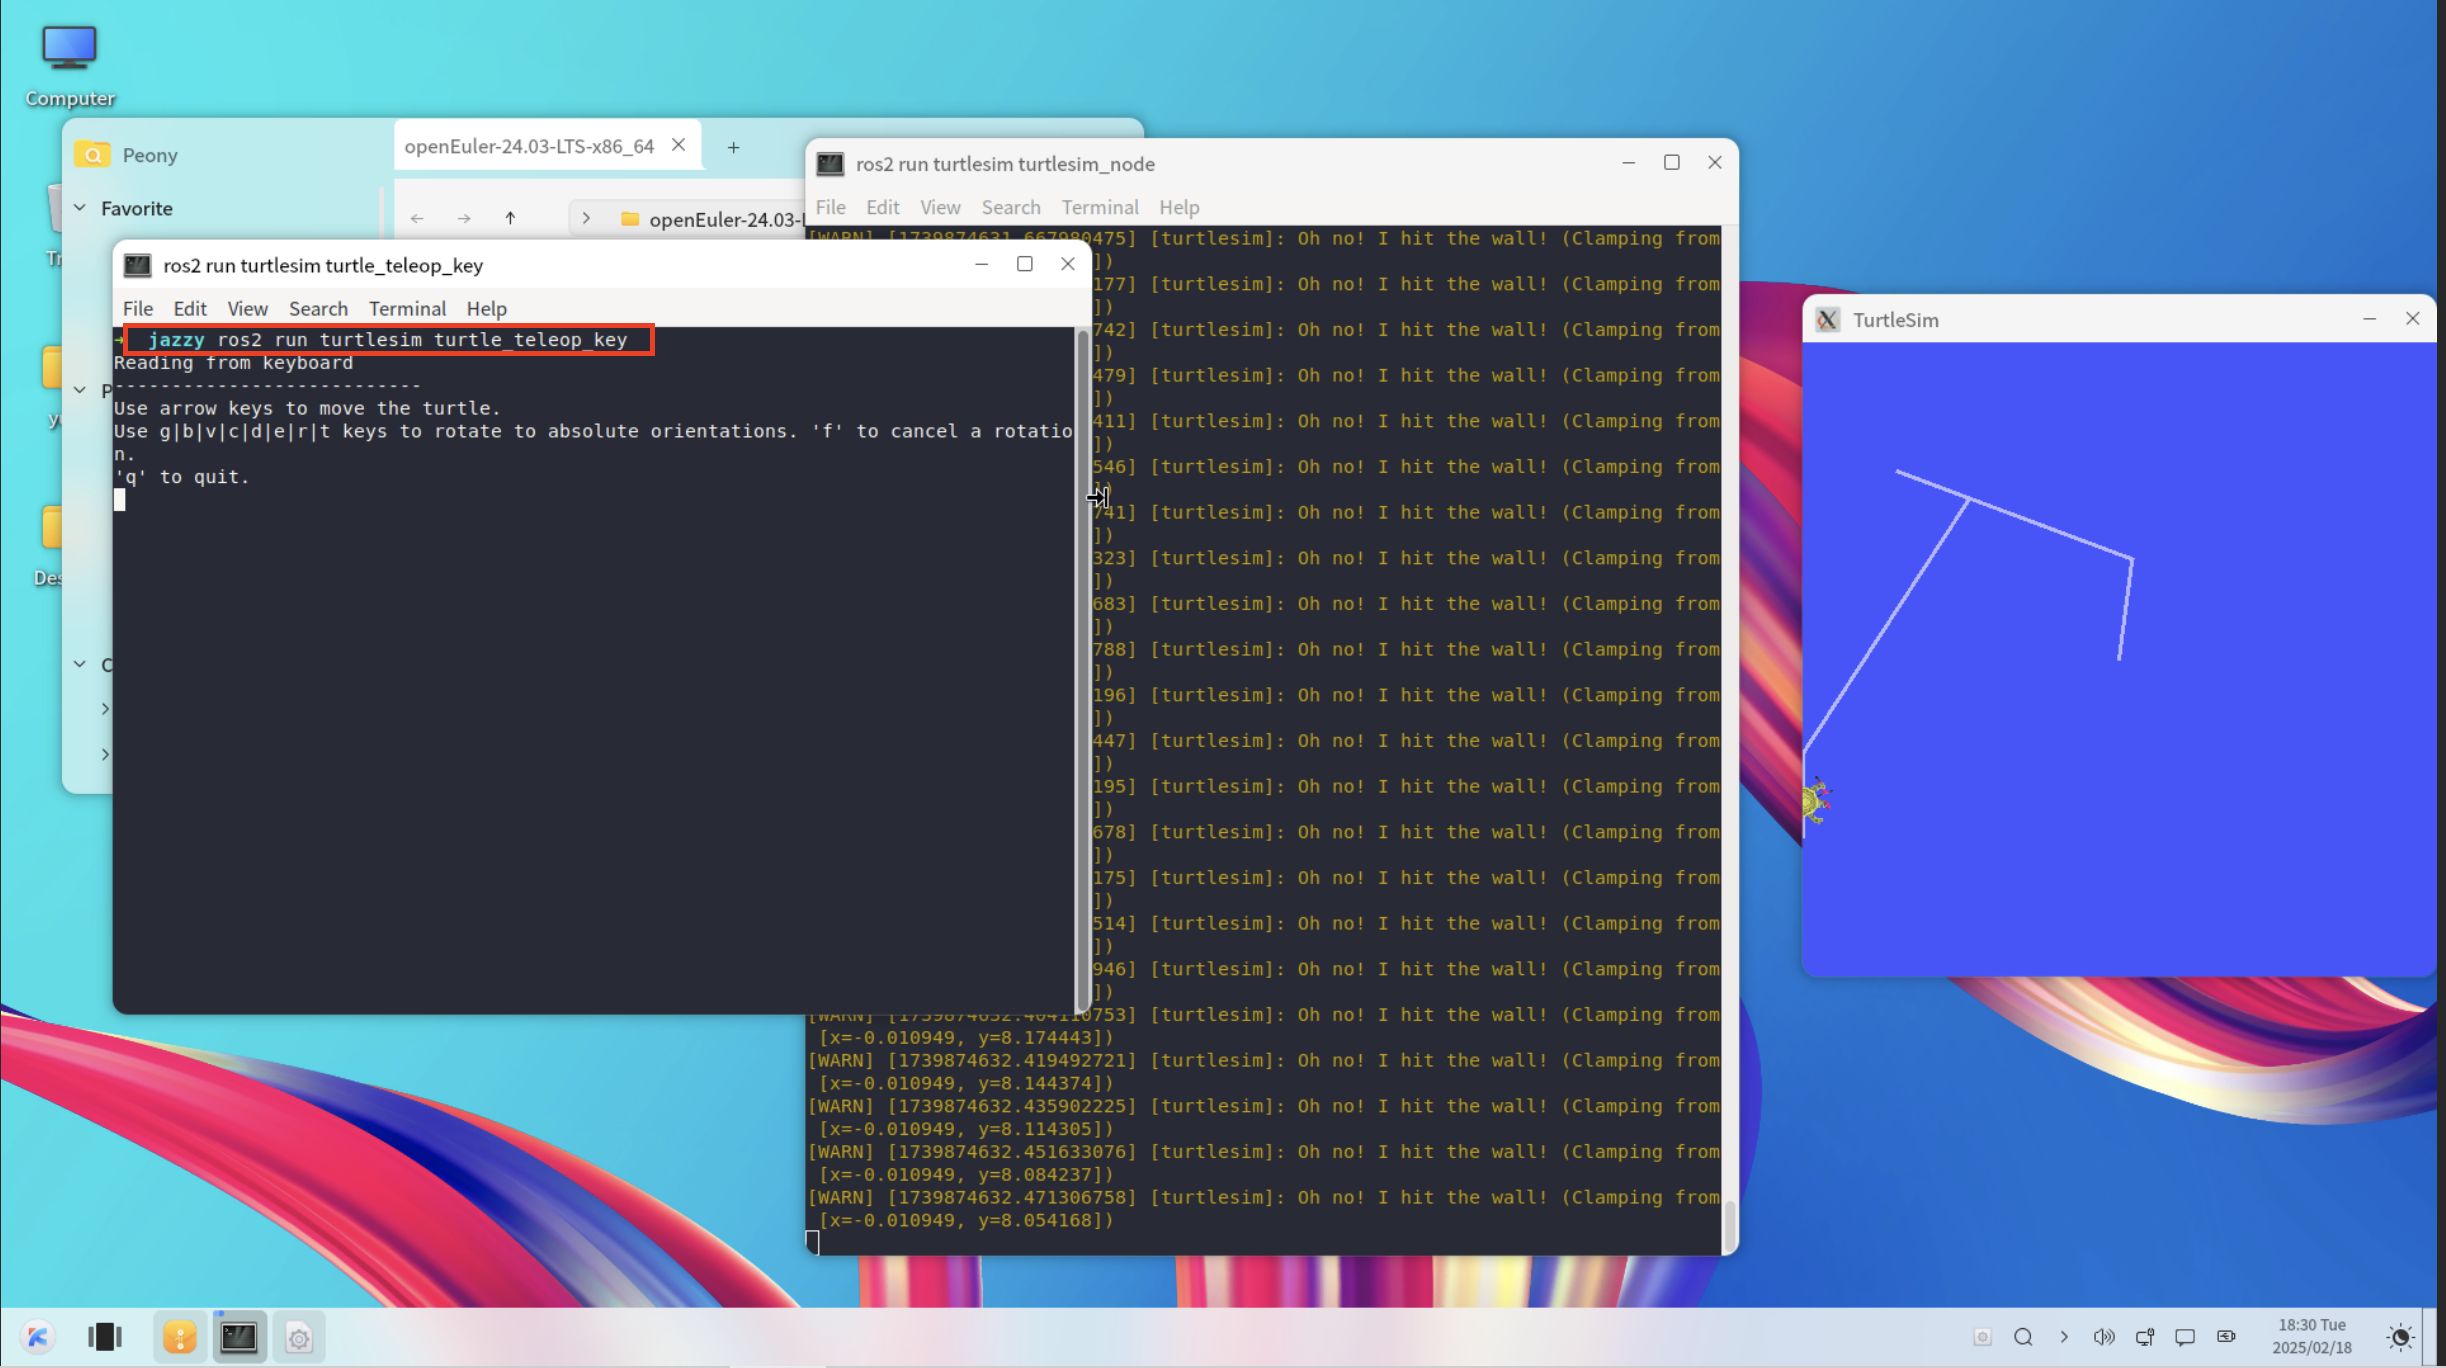 Computer
Peony
openEuler-24.03-LTS-x86_64
Favorite
openEuler-24.03-L
ros2 run turtlesim turtle_teleop_key
File Edit View Search Terminal Help
jazzy ros2 run turtlesim turtle_teleop_key
Reading from keyboard
---------------------------
Use arrow keys to move the turtle.
Use g|b|v|c|d|e|r|t keys to rotate to absolute orientations. 'f' to cancel a rotatio
n.
'q' to quit.
ros2 run turtlesim turtlesim_node
File Edit View Search Terminal Help
[WARN] [1739874631.667980475] [turtlesim]: Oh no! I hit the wall! (Clamping from
])
177] [turtlesim]: Oh no! I hit the wall! (Clamping from
])
742] [turtlesim]: Oh no! I hit the wall! (Clamping from
])
479] [turtlesim]: Oh no! I hit the wall! (Clamping from
])
411] [turtlesim]: Oh no! I hit the wall! (Clamping from
])
546] [turtlesim]: Oh no! I hit the wall! (Clamping from
])
741] [turtlesim]: Oh no! I hit the wall! (Clamping from
])
323] [turtlesim]: Oh no! I hit the wall! (Clamping from
])
683] [turtlesim]: Oh no! I hit the wall! (Clamping from
])
788] [turtlesim]: Oh no! I hit the wall! (Clamping from
])
196] [turtlesim]: Oh no! I hit the wall! (Clamping from
])
447] [turtlesim]: Oh no! I hit the wall! (Clamping from
])
195] [turtlesim]: Oh no! I hit the wall! (Clamping from
])
678] [turtlesim]: Oh no! I hit the wall! (Clamping from
])
175] [turtlesim]: Oh no! I hit the wall! (Clamping from
])
514] [turtlesim]: Oh no! I hit the wall! (Clamping from
])
946] [turtlesim]: Oh no! I hit the wall! (Clamping from
])
[WARN] [1739874632.404110753] [turtlesim]: Oh no! I hit the wall! (Clamping from
[x=-0.010949, y=8.174443])
[WARN] [1739874632.419492721] [turtlesim]: Oh no! I hit the wall! (Clamping from
[x=-0.010949, y=8.144374])
[WARN] [1739874632.435902225] [turtlesim]: Oh no! I hit the wall! (Clamping from
[x=-0.010949, y=8.114305])
[WARN] [1739874632.451633076] [turtlesim]: Oh no! I hit the wall! (Clamping from
[x=-0.010949, y=8.084237])
[WARN] [1739874632.471306758] [turtlesim]: Oh no! I hit the wall! (Clamping from
[x=-0.010949, y=8.054168])
TurtleSim
18:30 Tue
2025/02/18